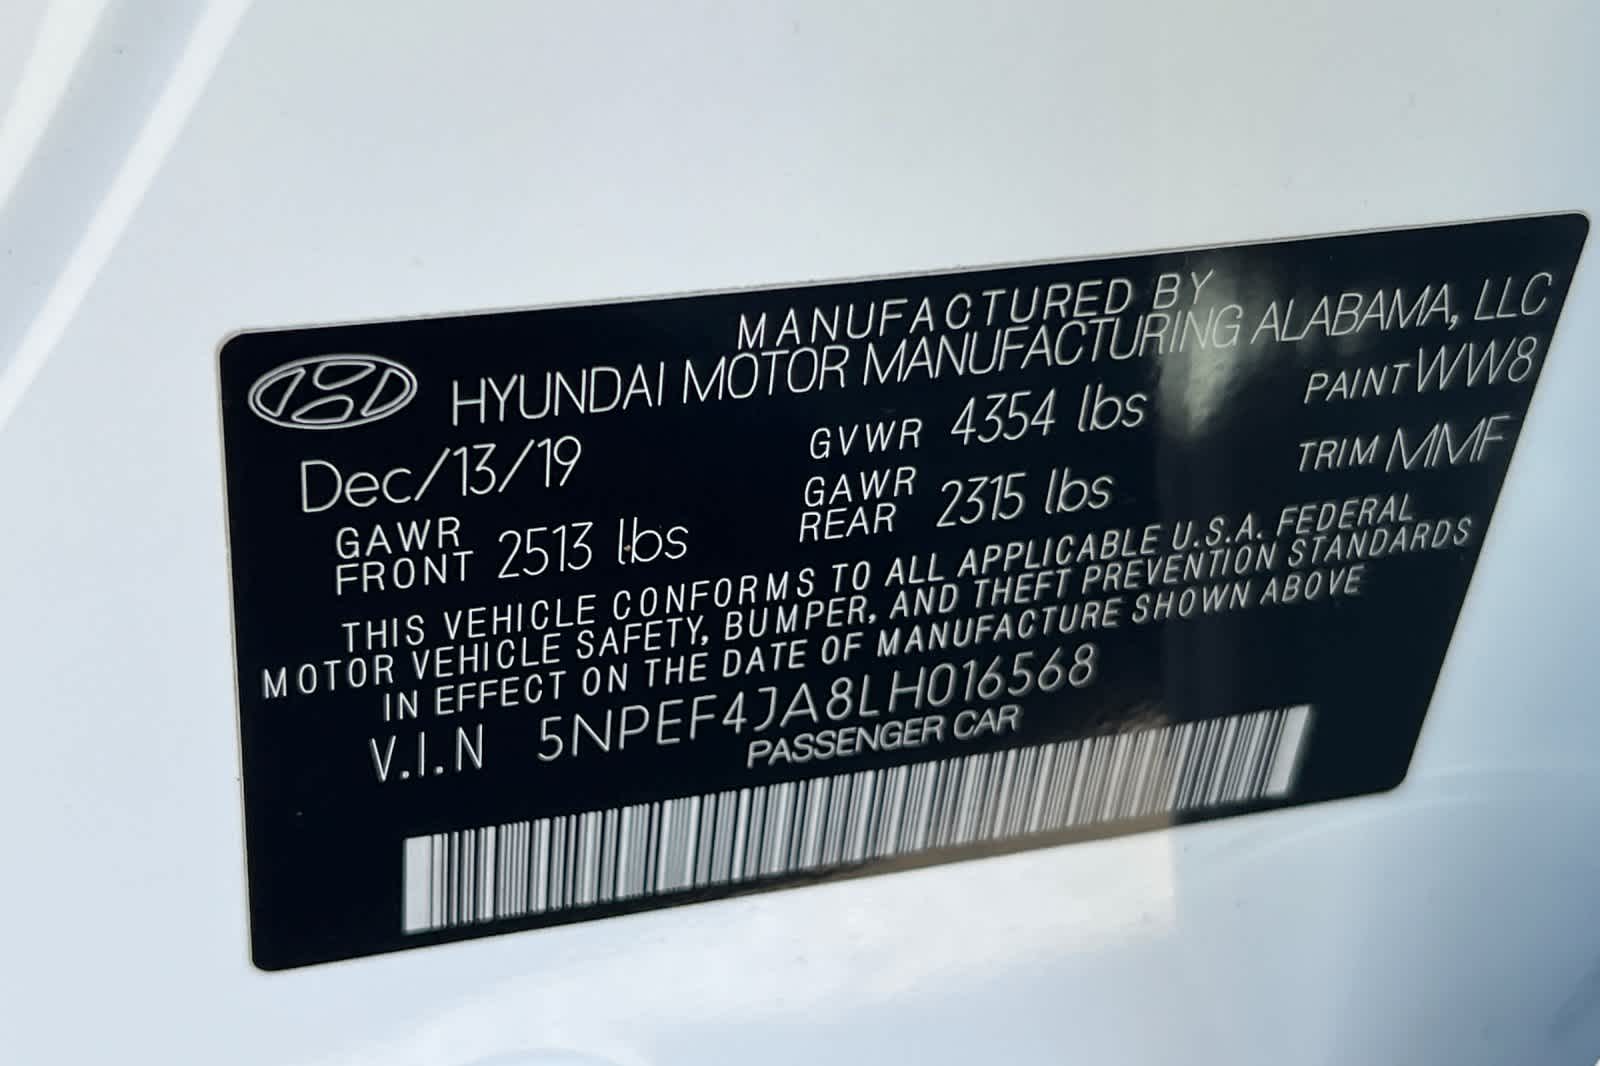 MANUFACTURED BY
HYUNDAI MOTOR MANUFACTURING ALABAMA, LLC
Dec/13/19 GVWR 4354 lbs PAINT WW8
GAWR FRONT 2513 lbs GAWR REAR 2315 lbs TRIM MMF
THIS VEHICLE CONFORMS TO ALL APPLICABLE U.S.A. FEDERAL
MOTOR VEHICLE SAFETY, BUMPER, AND THEFT PREVENTION STANDARDS
IN EFFECT ON THE DATE OF MANUFACTURE SHOWN ABOVE
V.I.N 5NPEF4JA8LH016568
PASSENGER CAR